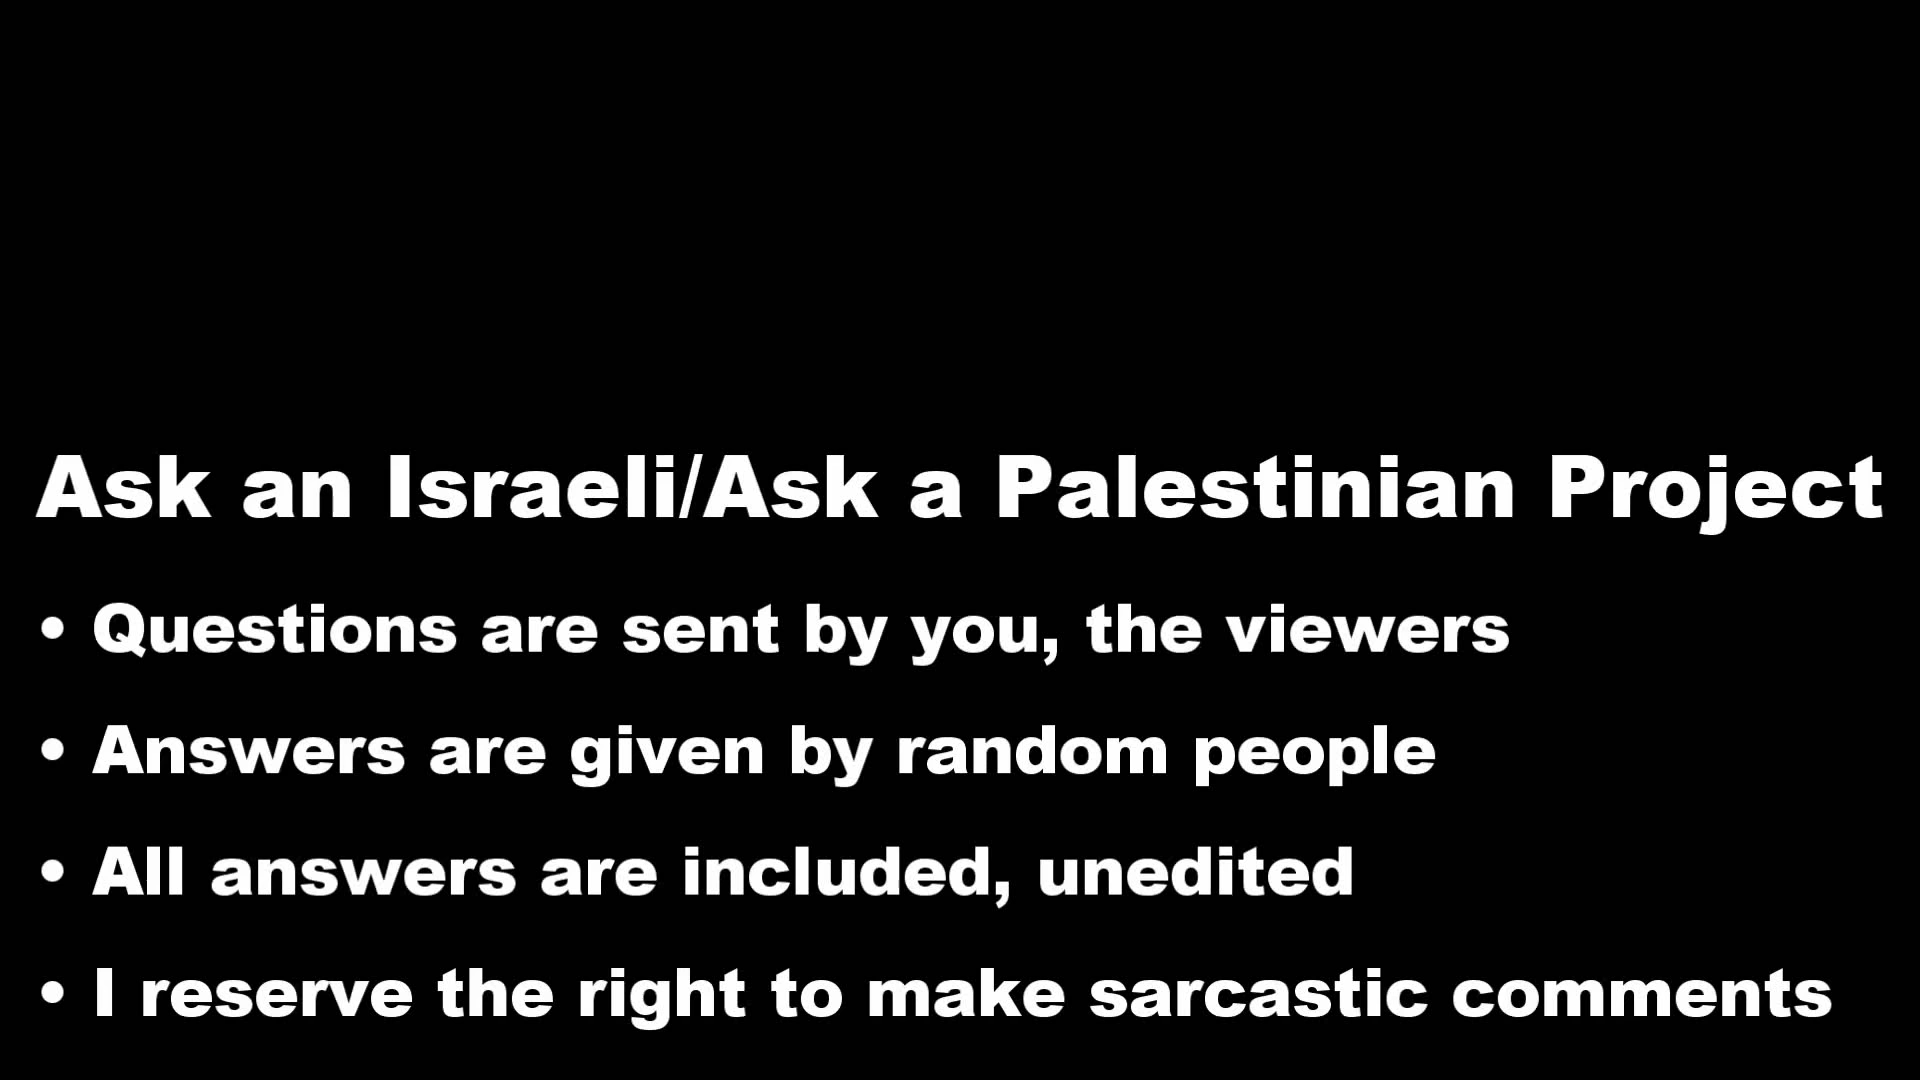 Ask an Israeli/Ask a Palestinian Project
• Questions are sent by you, the viewers
• Answers are given by random people
• All answers are included, unedited
• I reserve the right to make sarcastic comments